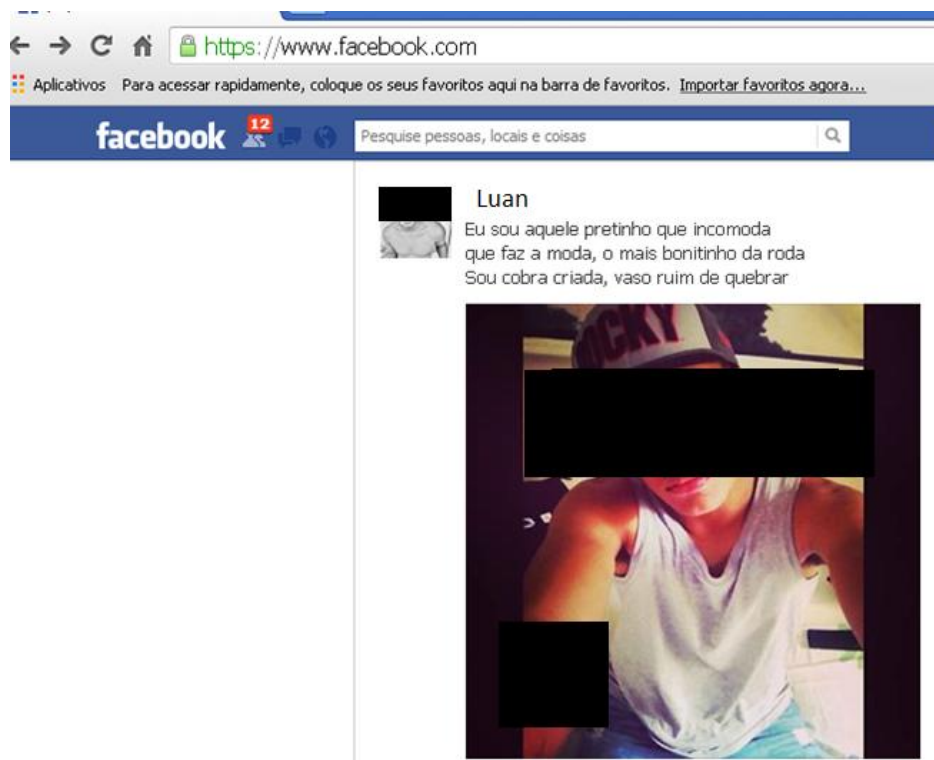 https://www.facebook.com
Aplicativos Para acessar rapidamente, coloque os seus favoritos aqui na barra de favoritos. Importar favoritos agora...
facebook 12 Pesquise pessoas, locais e coisas
Luan
Eu sou aquele pretinho que incomoda
que faz a moda, o mais bonitinho da roda
Sou cobra criada, vaso ruim de quebrar